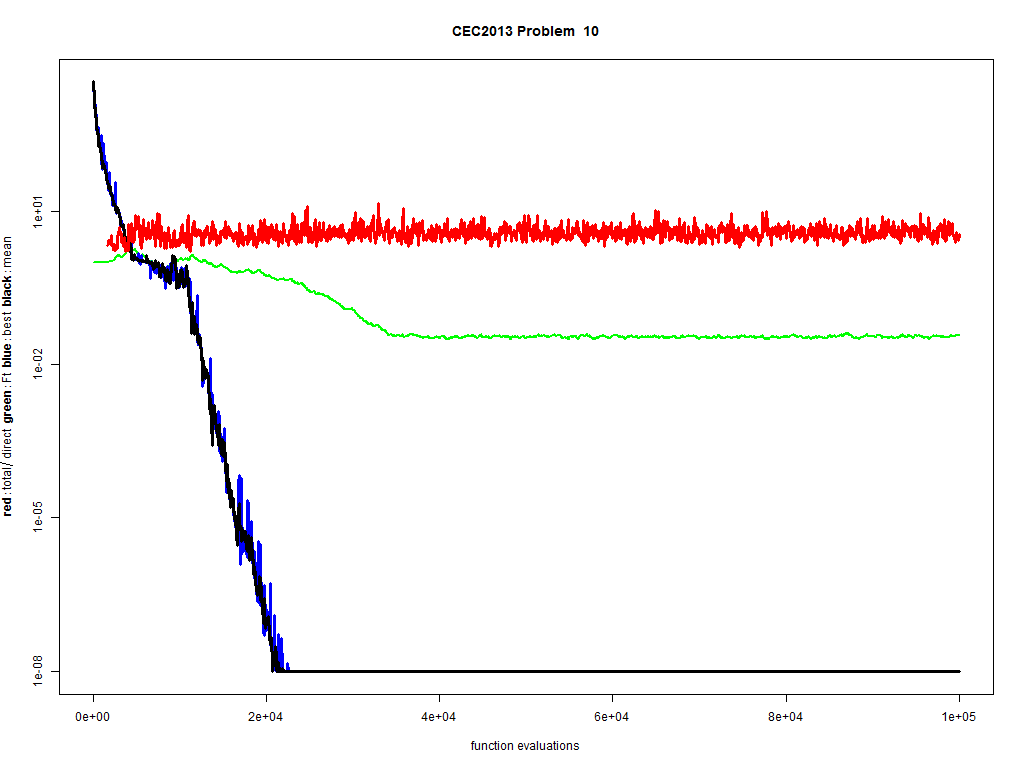 CEC2013 Problem  10
red : total/ direct green : Ft blue : best black : mean
1e+01
1e-02
1e-05
1e-08
0e+00 2e+04 4e+04 6e+04 8e+04 1e+05
function evaluations